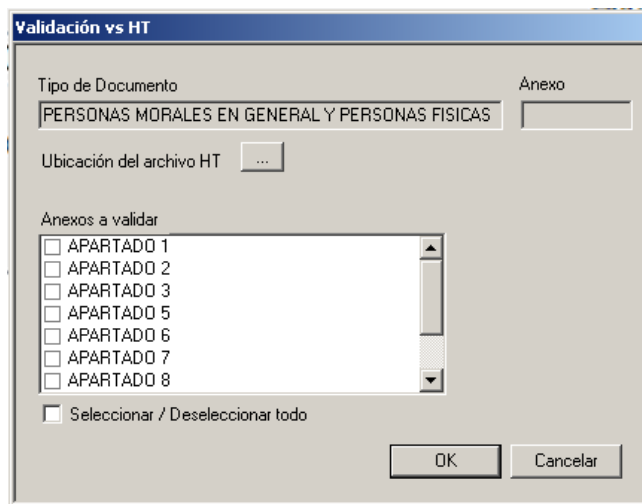 Validación vs HT
Tipo de Documento
Anexo
PERSONAS MORALES EN GENERAL Y PERSONAS FISICAS
Ubicación del archivo HT
...
Anexos a validar
APARTADO 1
APARTADO 2
APARTADO 3
APARTADO 5
APARTADO 6
APARTADO 7
APARTADO 8
Seleccionar / Deseleccionar todo
OK
Cancelar